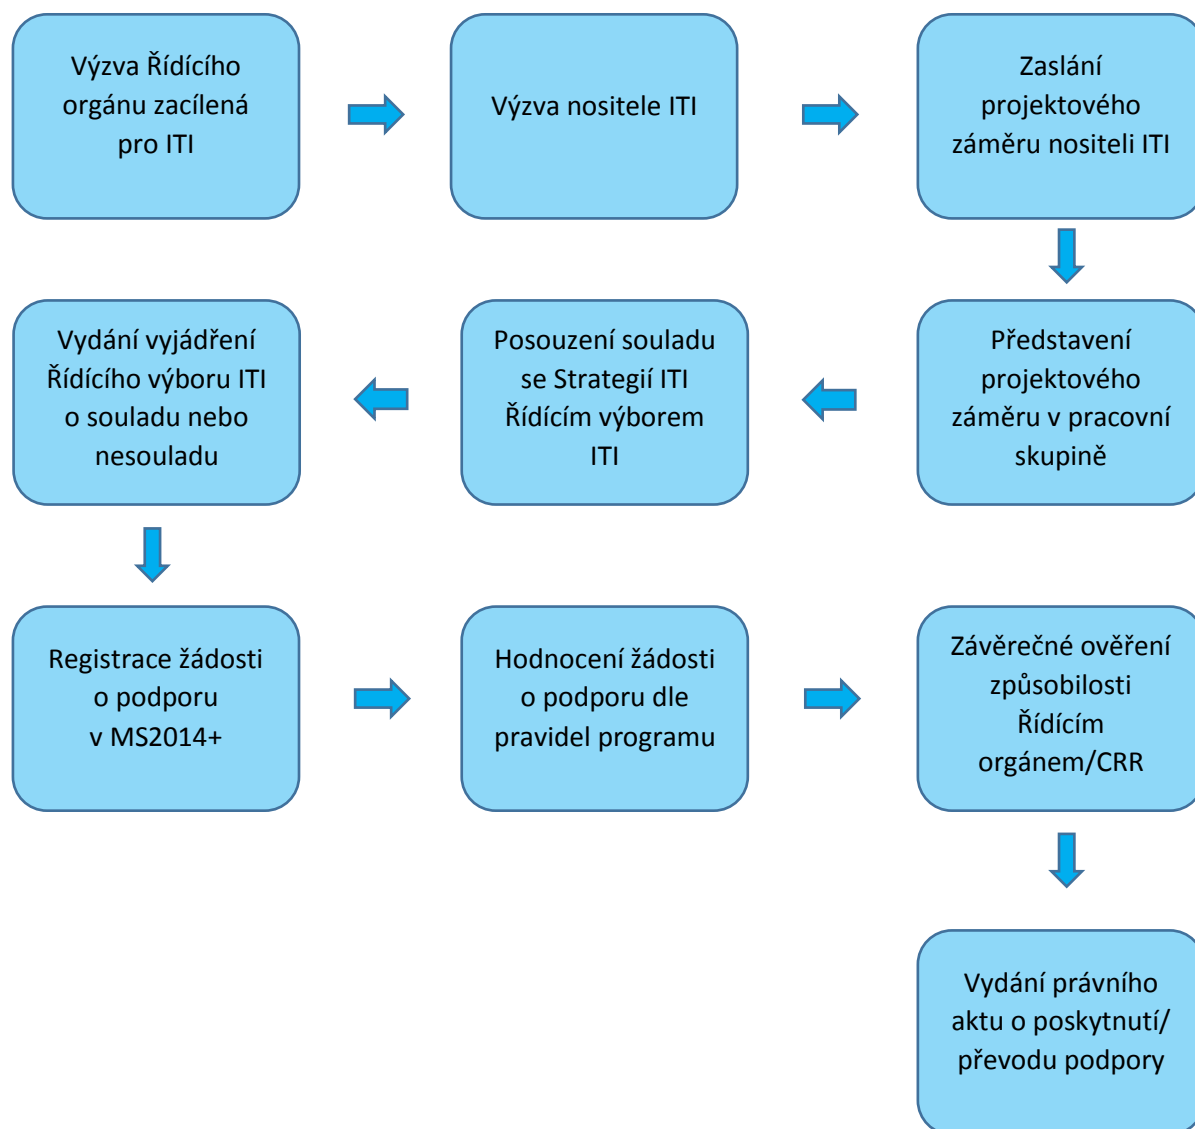 Výzva Řídícího
orgánu zacílená
pro ITI
Výzva nositele ITI
Zaslání
projektového
záměru nositeli ITI
Představení
projektového
záměru v pracovní
skupině
Posouzení souladu
se Strategií ITI
Řídícím výborem
ITI
Vydání vyjádření
Řídícího výboru ITI
o souladu nebo
nesouladu
Registrace žádosti
o podporu
v MS2014+
Hodnocení žádosti
o podporu dle
pravidel programu
Závěrečné ověření
způsobilosti
Řídícím
orgánem/CRR
Vydání právního
aktu o poskytnutí/
převodu podpory